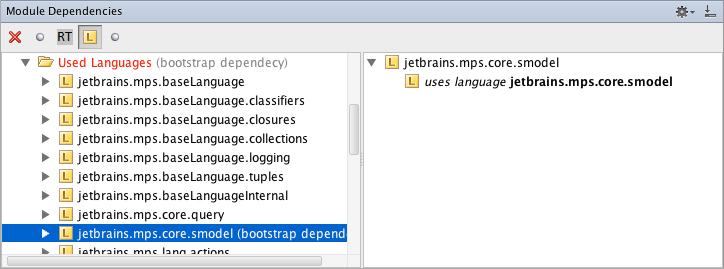 Module Dependencies
RT L
Used Languages (bootstrap dependecy)
L jetbrains.mps.baseLanguage
L jetbrains.mps.baseLanguage.classifiers
L jetbrains.mps.baseLanguage.closures
L jetbrains.mps.baseLanguage.collections
L jetbrains.mps.baseLanguage.logging
L jetbrains.mps.baseLanguage.tuples
L jetbrains.mps.baseLanguageInternal
L jetbrains.mps.core.query
L jetbrains.mps.core.smodel (bootstrap depende
L jetbrains.mps.lang.actions
L jetbrains.mps.core.smodel
L uses language jetbrains.mps.core.smodel